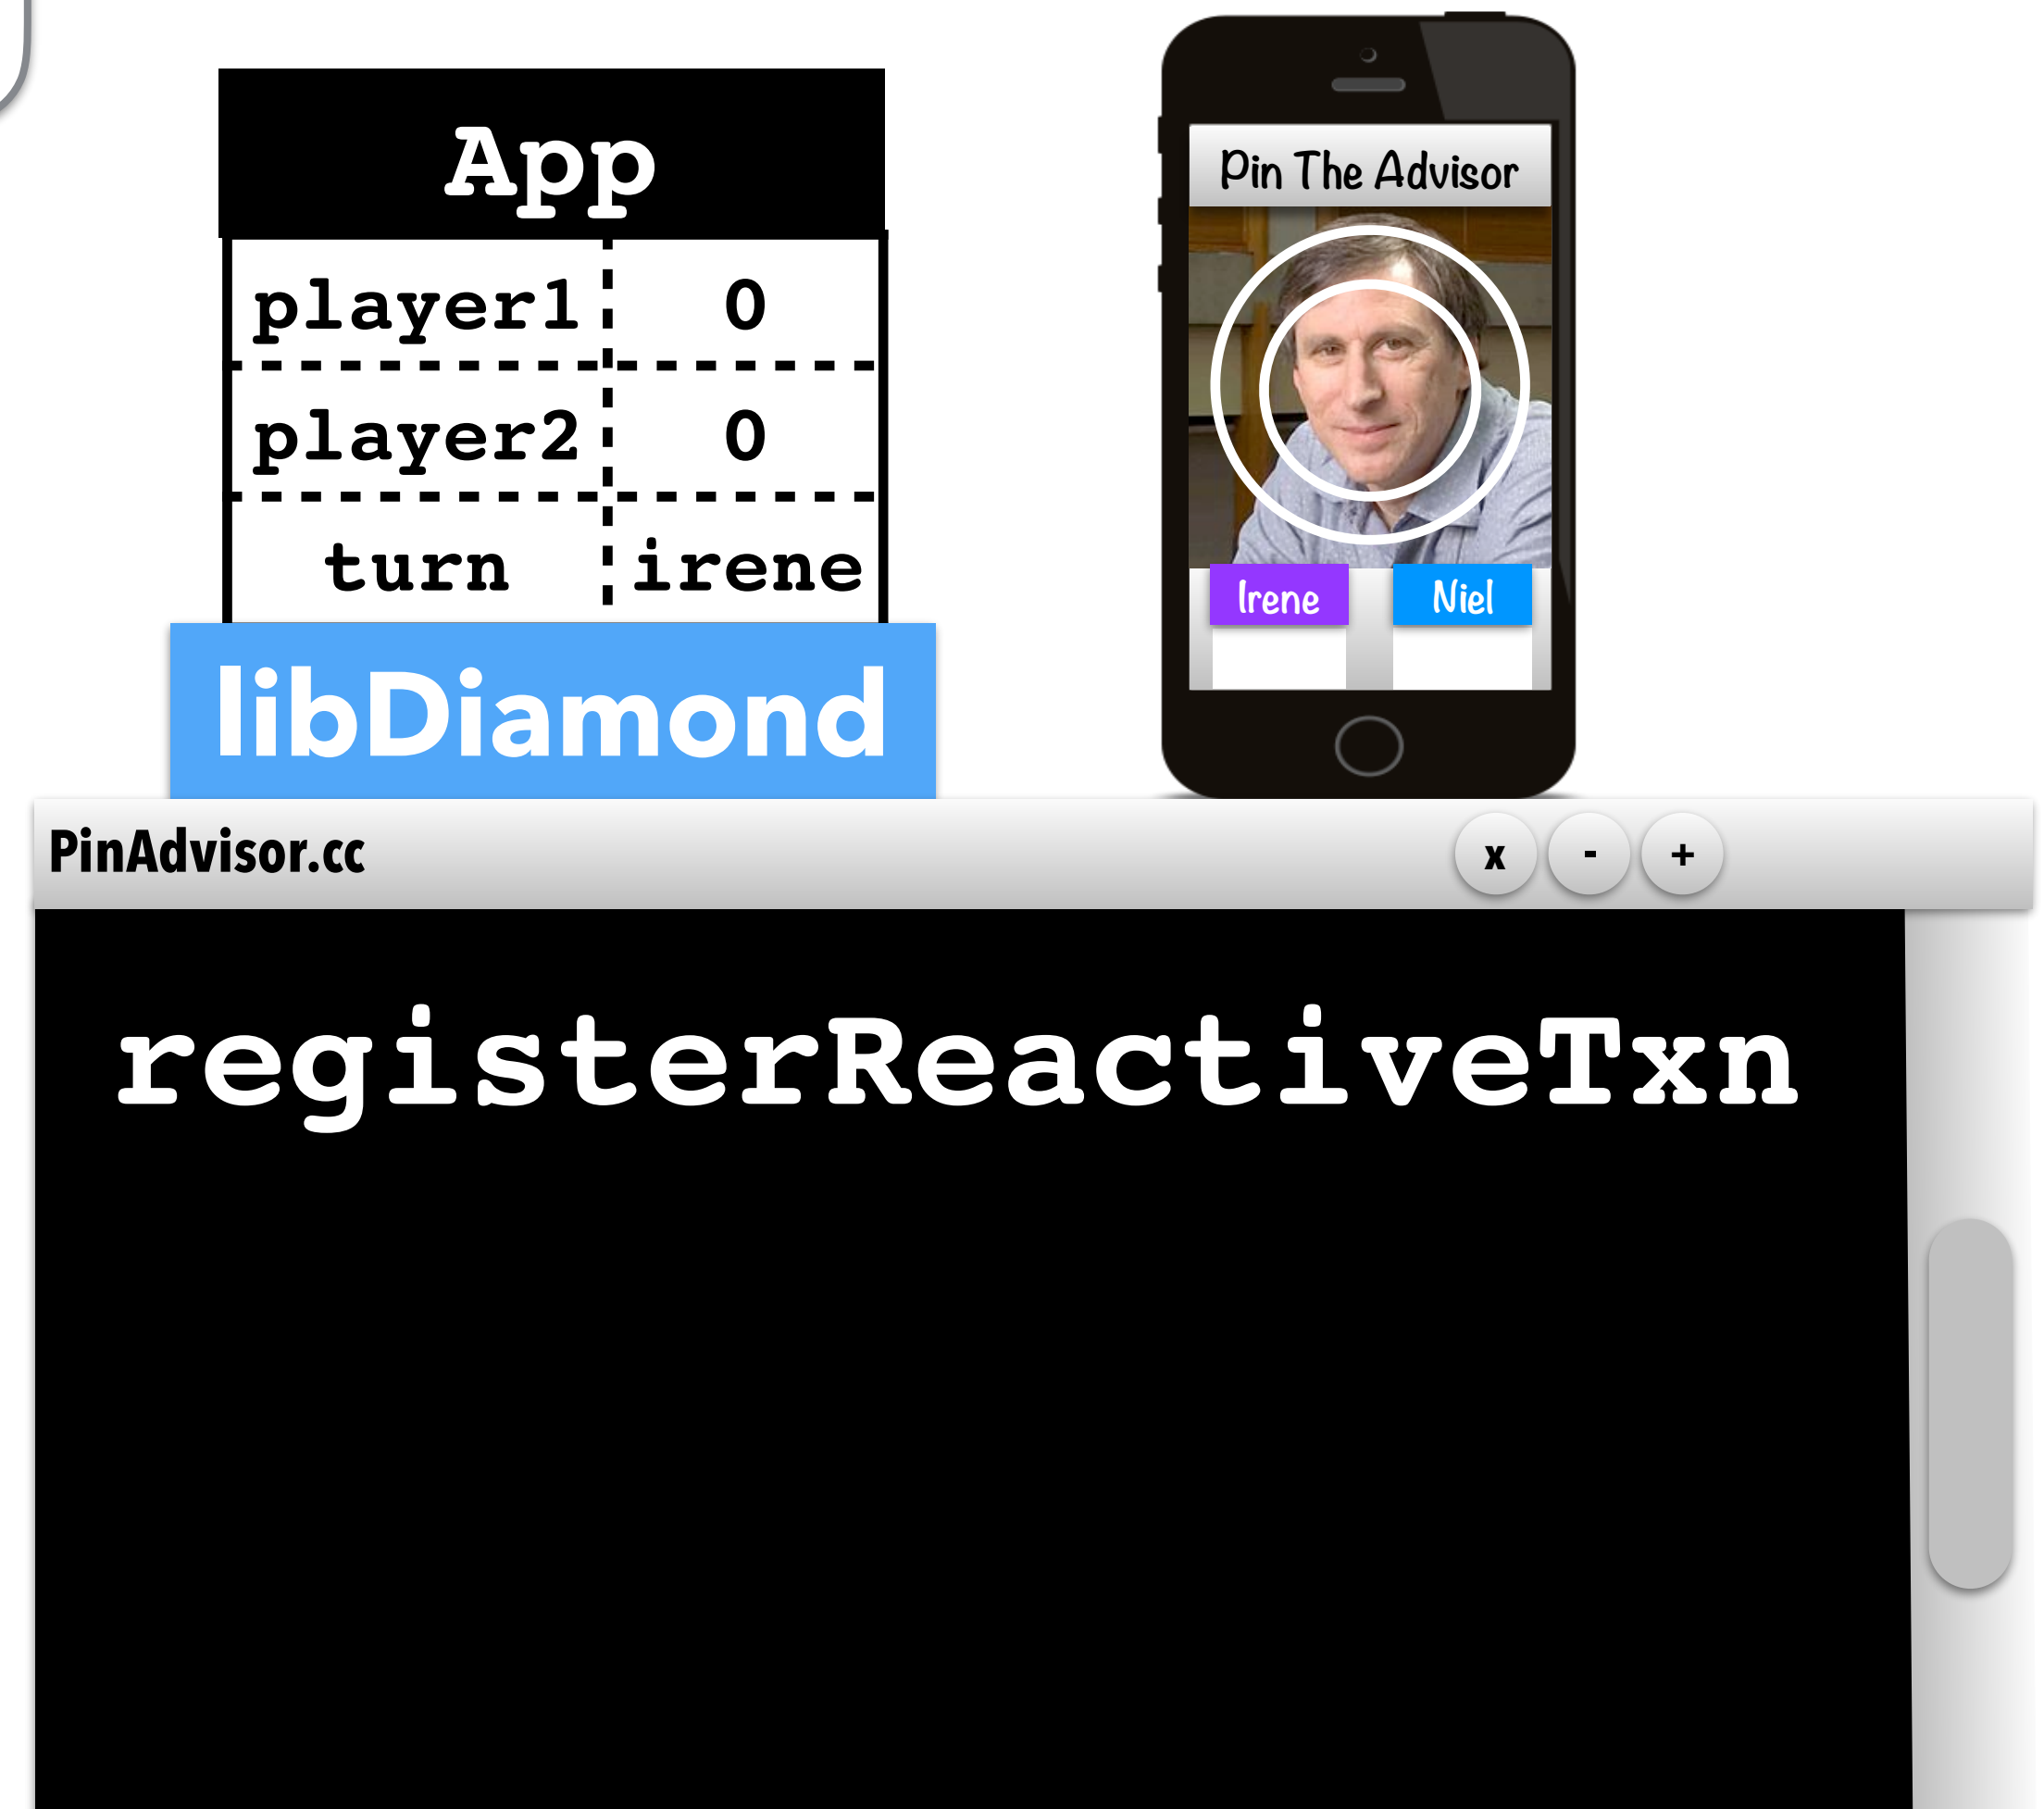 App
player1 0
player2 0
turn irene
libDiamond
Pin The Advisor
Irene Niel
PinAdvisor.cc
x - +
registerReactiveTxn